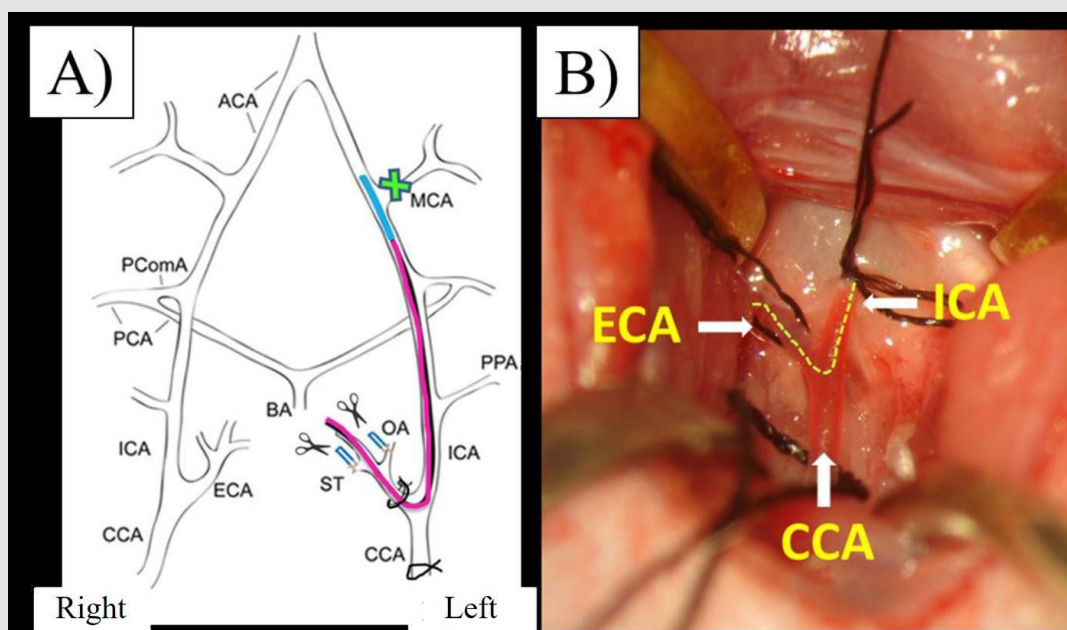 A)
ACA
MCA
PComA
PCA
PPA
BA
OA
ICA
ICA
ST
ECA
CCA
CCA
Right
Left
B)
ECA
ICA
CCA